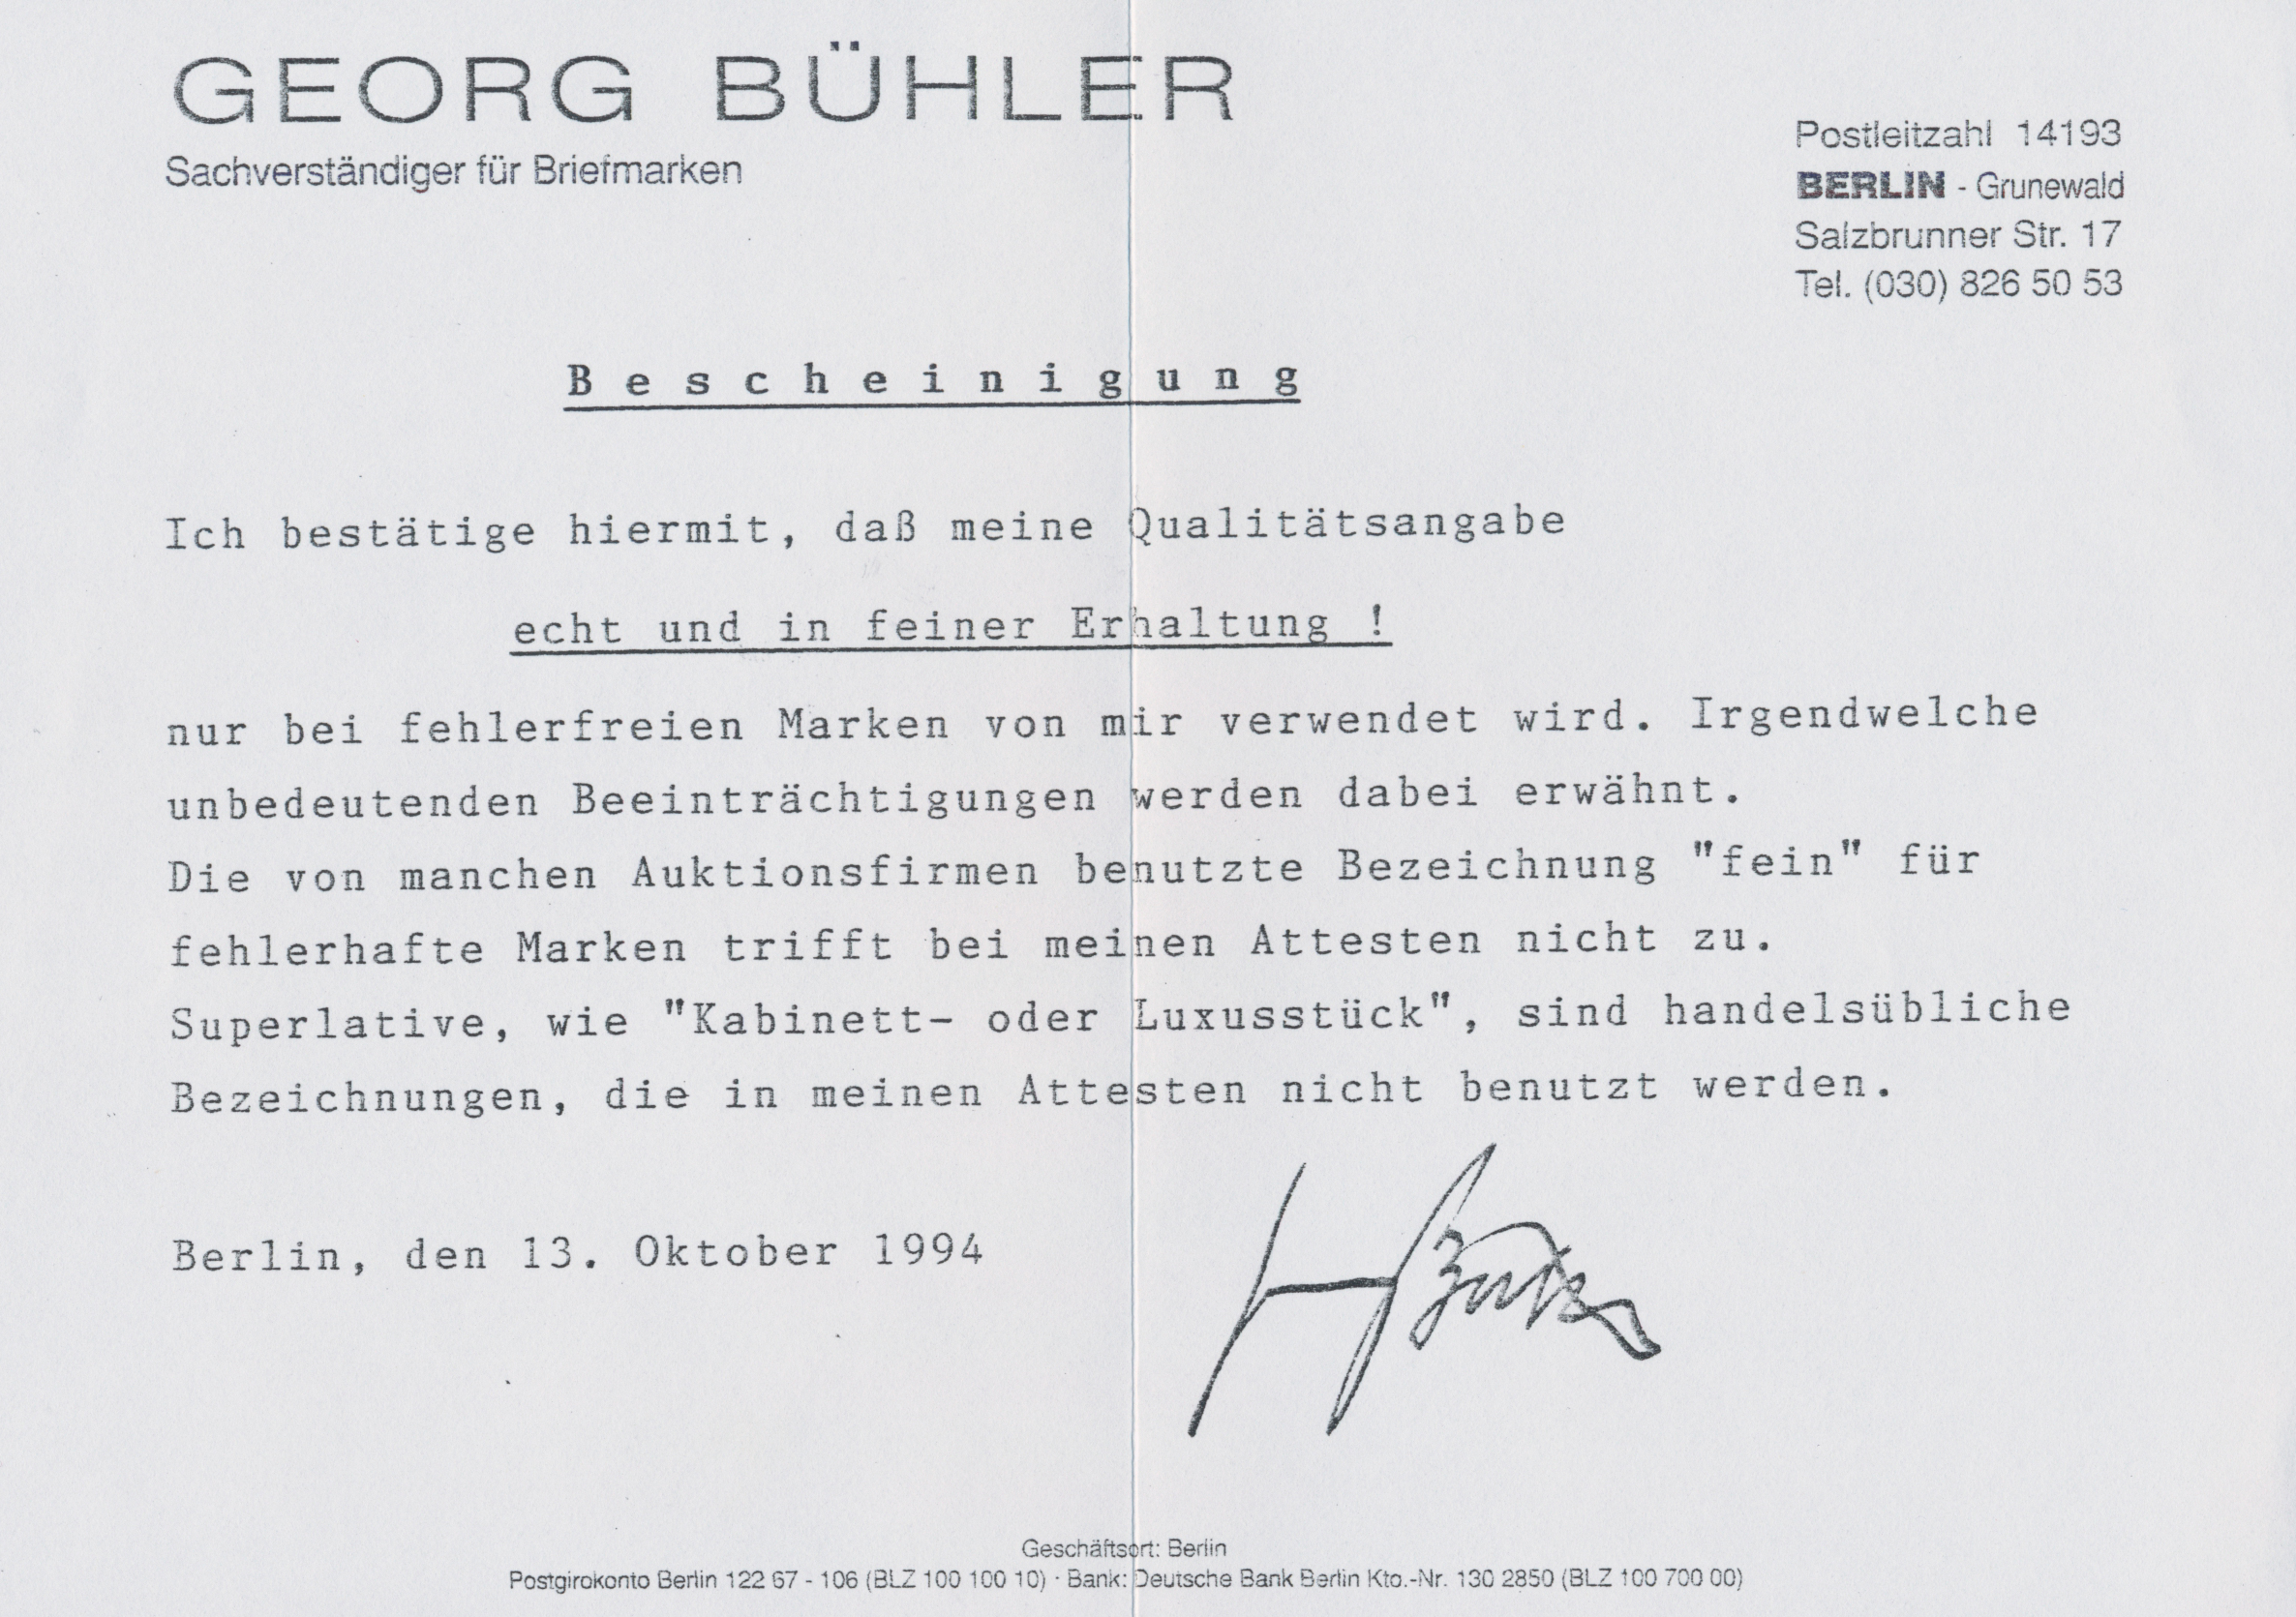 GEORG BÜHLER
Sachverständiger für Briefmarken
Postleitzahl 14193
BERLIN - Grunewald
Salzbrunner Str. 17
Tel. (030) 826 50 53
Bescheinigung
Ich bestätige hiermit, daß meine Qualitätsangabe
echt und in feiner Erhaltung !
nur bei fehlerfreien Marken von mir verwendet wird. Irgendwelche
unbedeutenden Beeinträchtigungen werden dabei erwähnt.
Die von manchen Auktionsfirmen benutzte Bezeichnung "fein" für
fehlerhafte Marken trifft bei meinen Attesten nicht zu.
Superlative, wie "Kabinett- oder Luxusstück", sind handelsübliche
Bezeichnungen, die in meinen Attesten nicht benutzt werden.
Berlin, den 13. Oktober 1994
Geschäftsort: Berlin
Postgirokonto Berlin 122 67 - 106 (BLZ 100 100 10) · Bank: Deutsche Bank Berlin Kto.-Nr. 130 2850 (BLZ 100 700 00)